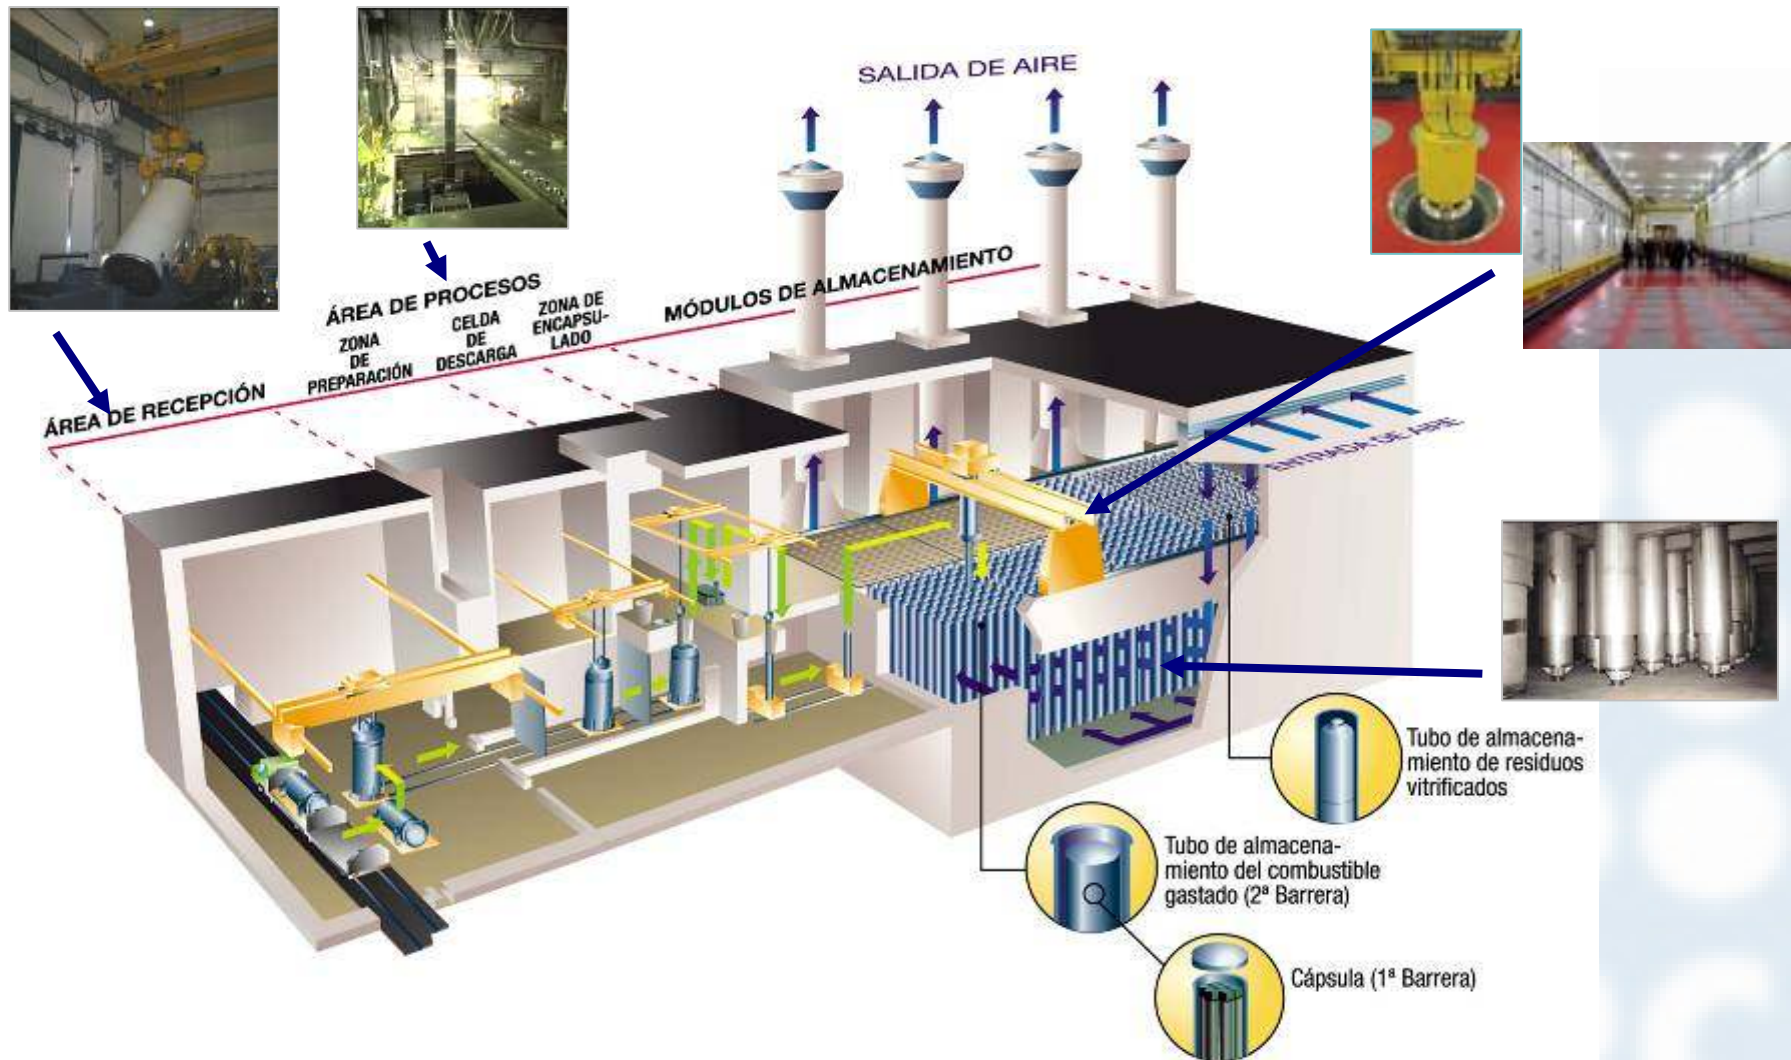 SALIDA DE AIRE
ÁREA DE PROCESOS
MÓDULOS DE ALMACENAMIENTO
ZONA DE
ENCAPSU-
LADO
CELDA
DE
DESCARGA
ZONA
DE
PREPARACIÓN
ÁREA DE RECEPCIÓN
ENTRADA DE AIRE
Tubo de almacena-
miento de residuos
vitrificados
Tubo de almacena-
miento del combustible
gastado (2ª Barrera)
Cápsula (1ª Barrera)